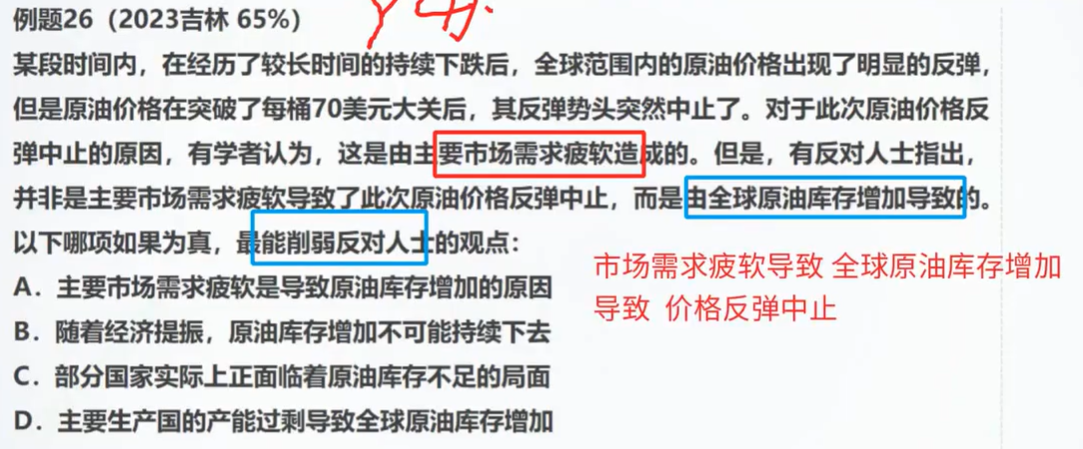 例题26（2023吉林 65%）
某段时间内，在经历了较长时间的持续下跌后，全球范围内的原油价格出现了明显的反弹，
但是原油价格在突破了每桶70美元大关后，其反弹势头突然中止了。对于此次原油价格反
弹中止的原因，有学者认为，这是由主要市场需求疲软造成的。但是，有反对人士指出，
并非是主要市场需求疲软导致了此次原油价格反弹中止，而是由全球原油库存增加导致的。
以下哪项如果为真，最能削弱反对人士的观点：
A．主要市场需求疲软是导致原油库存增加的原因
B．随着经济提振，原油库存增加不可能持续下去
C．部分国家实际上正面临着原油库存不足的局面
D．主要生产国的产能过剩导致全球原油库存增加
市场需求疲软导致 全球原油库存增加
导致 价格反弹中止